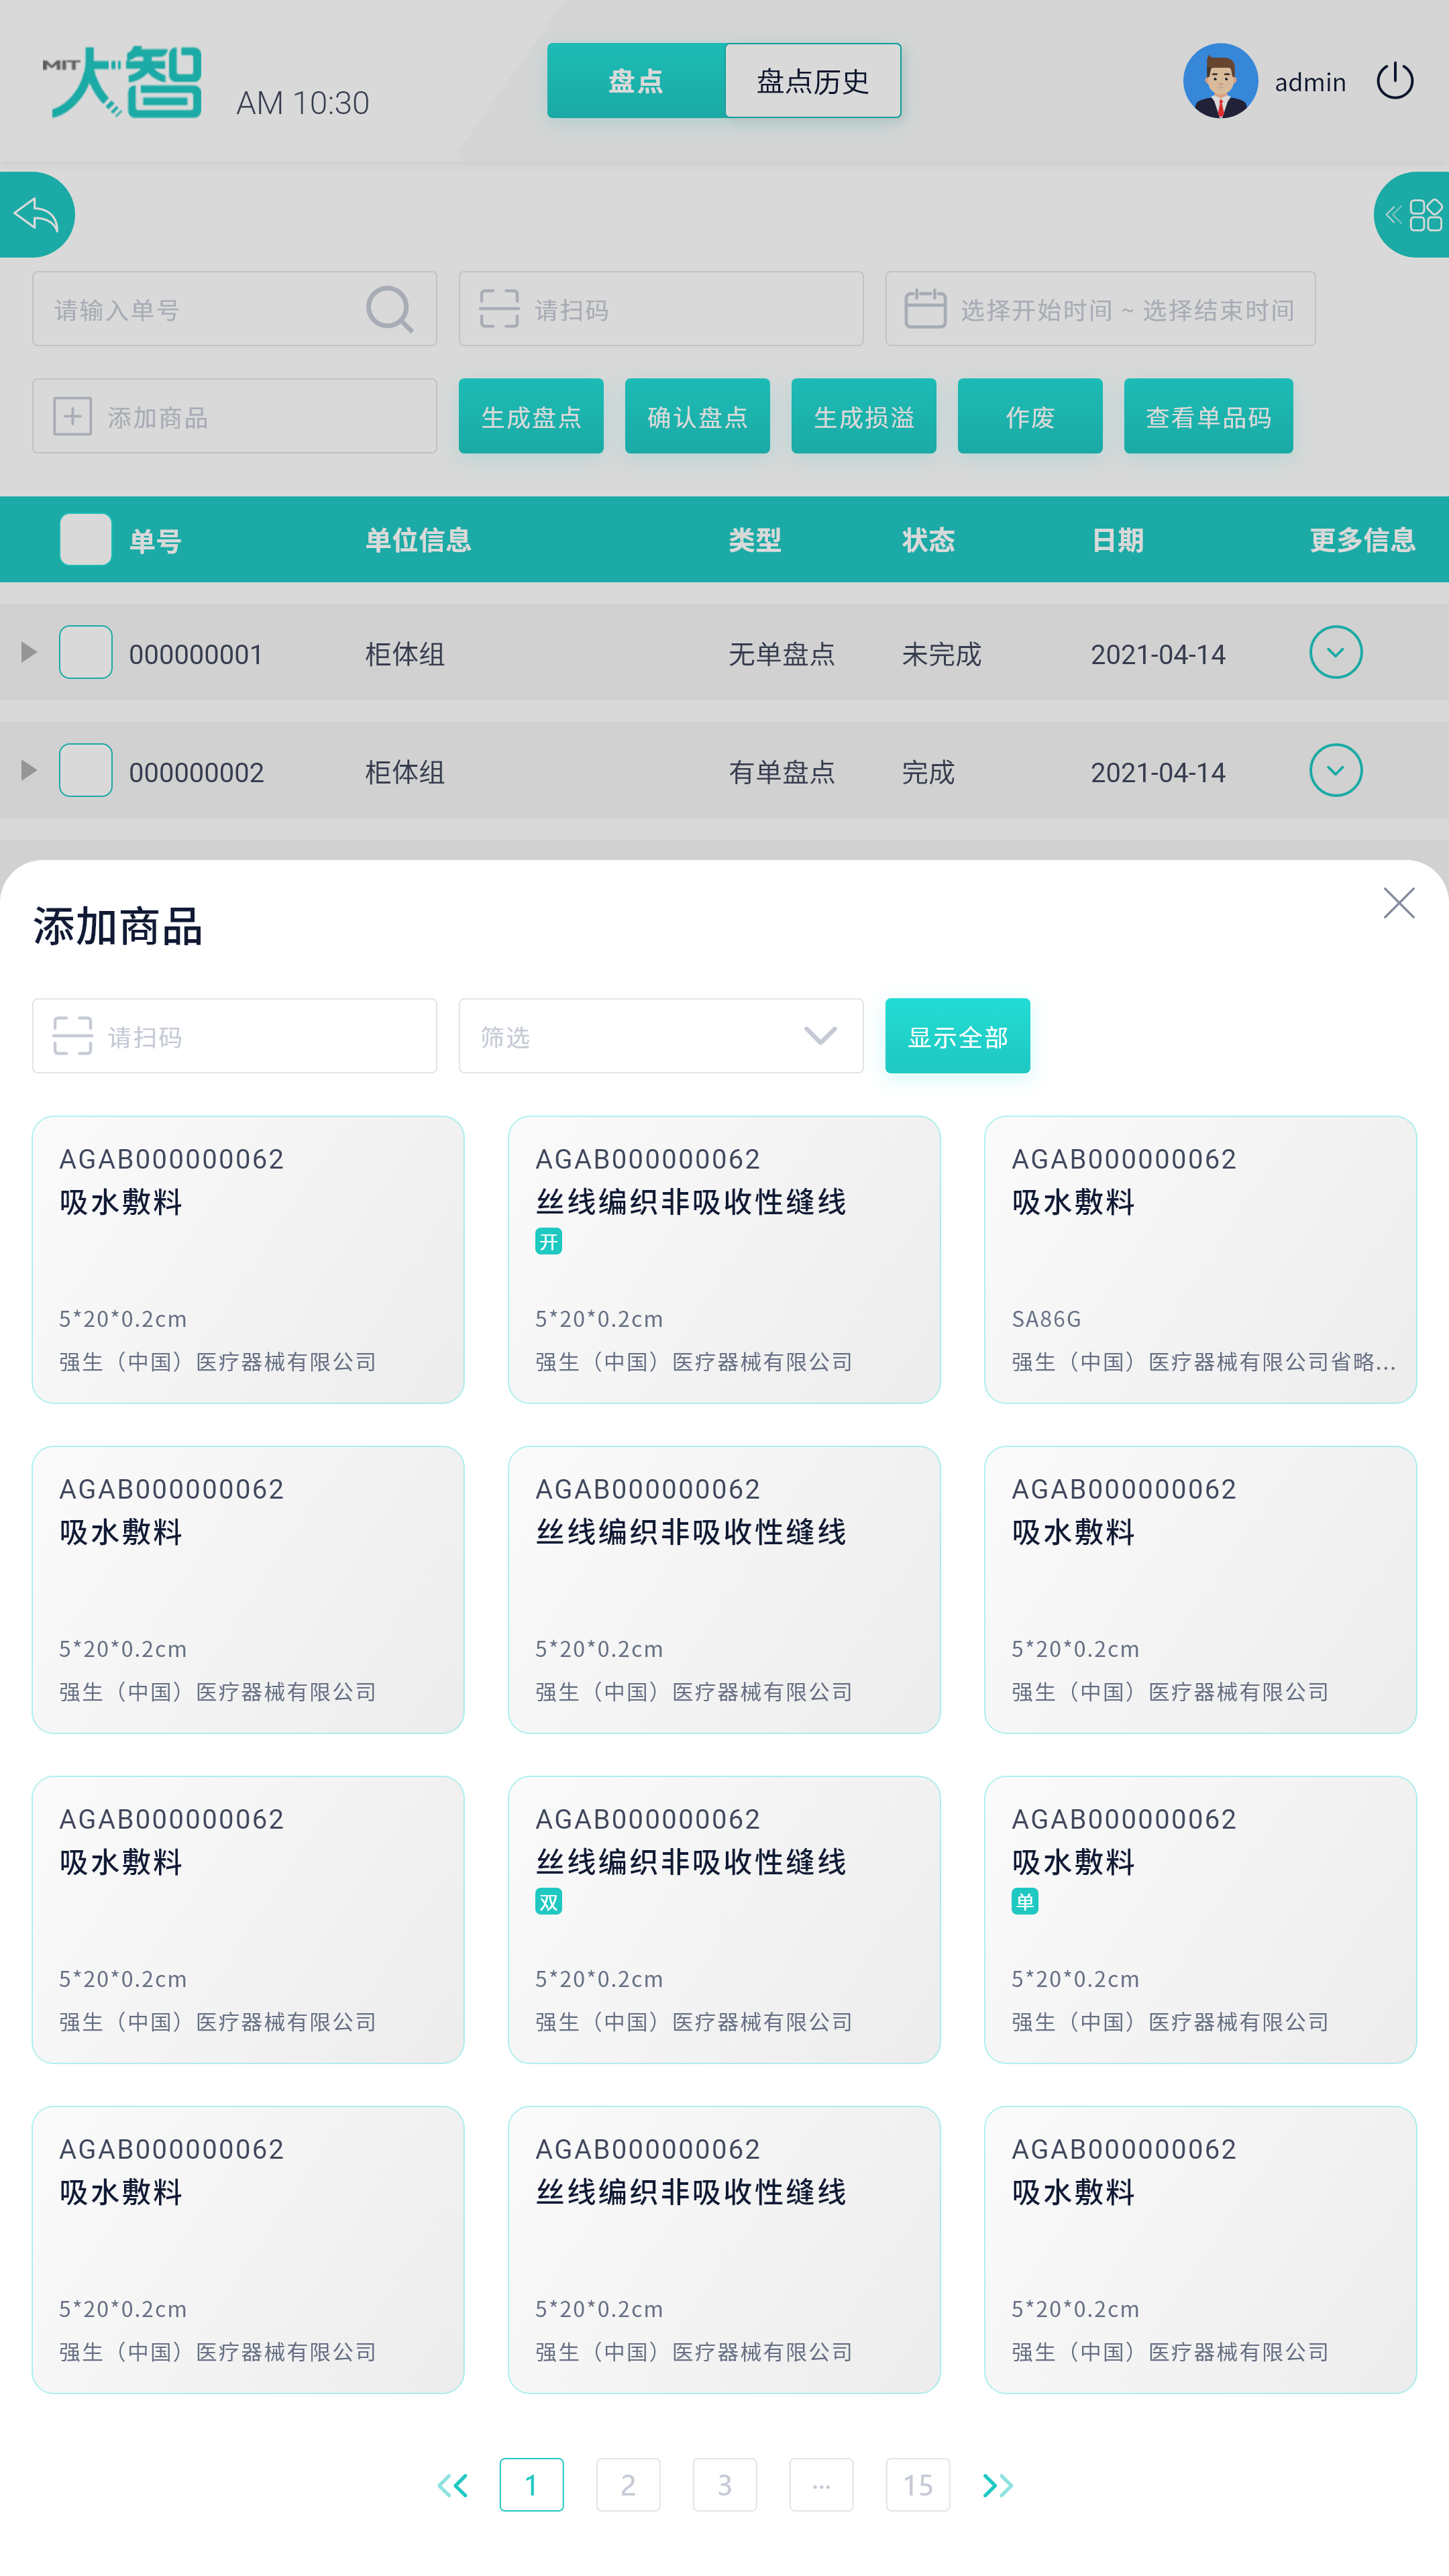 MIT大智
AM 10:30
盘点
盘点历史
admin
请输入单号
请扫码
选择开始时间 ~ 选择结束时间
添加商品
生成盘点
确认盘点
生成损溢
作废
查看单品码
单号 单位信息 类型 状态 日期 更多信息
000000001 柜体组 无单盘点 未完成 2021-04-14
000000002 柜体组 有单盘点 完成 2021-04-14
添加商品
请扫码
筛选
显示全部
AGAB000000062
吸水敷料
5*20*0.2cm
强生（中国）医疗器械有限公司
AGAB000000062
丝线编织非吸收性缝线
开
5*20*0.2cm
强生（中国）医疗器械有限公司
AGAB000000062
吸水敷料
SA86G
强生（中国）医疗器械有限公司省略...
AGAB000000062
吸水敷料
5*20*0.2cm
强生（中国）医疗器械有限公司
AGAB000000062
丝线编织非吸收性缝线
5*20*0.2cm
强生（中国）医疗器械有限公司
AGAB000000062
吸水敷料
5*20*0.2cm
强生（中国）医疗器械有限公司
AGAB000000062
吸水敷料
5*20*0.2cm
强生（中国）医疗器械有限公司
AGAB000000062
丝线编织非吸收性缝线
双
5*20*0.2cm
强生（中国）医疗器械有限公司
AGAB000000062
吸水敷料
单
5*20*0.2cm
强生（中国）医疗器械有限公司
AGAB000000062
吸水敷料
5*20*0.2cm
强生（中国）医疗器械有限公司
AGAB000000062
丝线编织非吸收性缝线
5*20*0.2cm
强生（中国）医疗器械有限公司
AGAB000000062
吸水敷料
5*20*0.2cm
强生（中国）医疗器械有限公司
1 2 3 ... 15